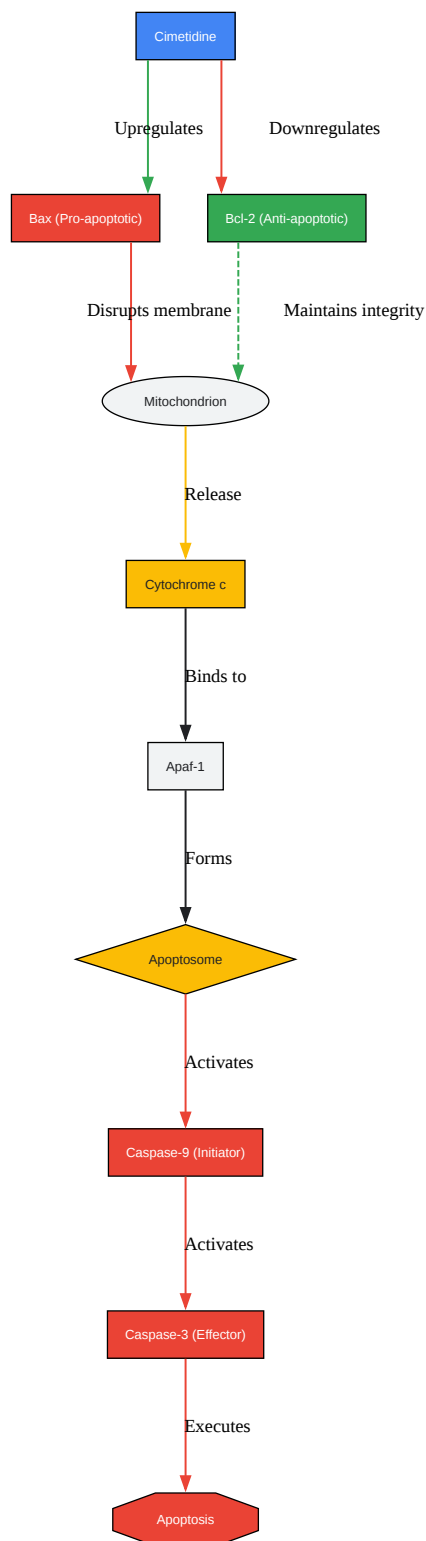 Cimetidine
Upregulates
Downregulates
Bax (Pro-apoptotic)
Bcl-2 (Anti-apoptotic)
Disrupts membrane
Maintains integrity
Mitochondrion
Release
Cytochrome c
Binds to
Apaf-1
Forms
Apoptosome
Activates
Caspase-9 (Initiator)
Activates
Caspase-3 (Effector)
Executes
Apoptosis